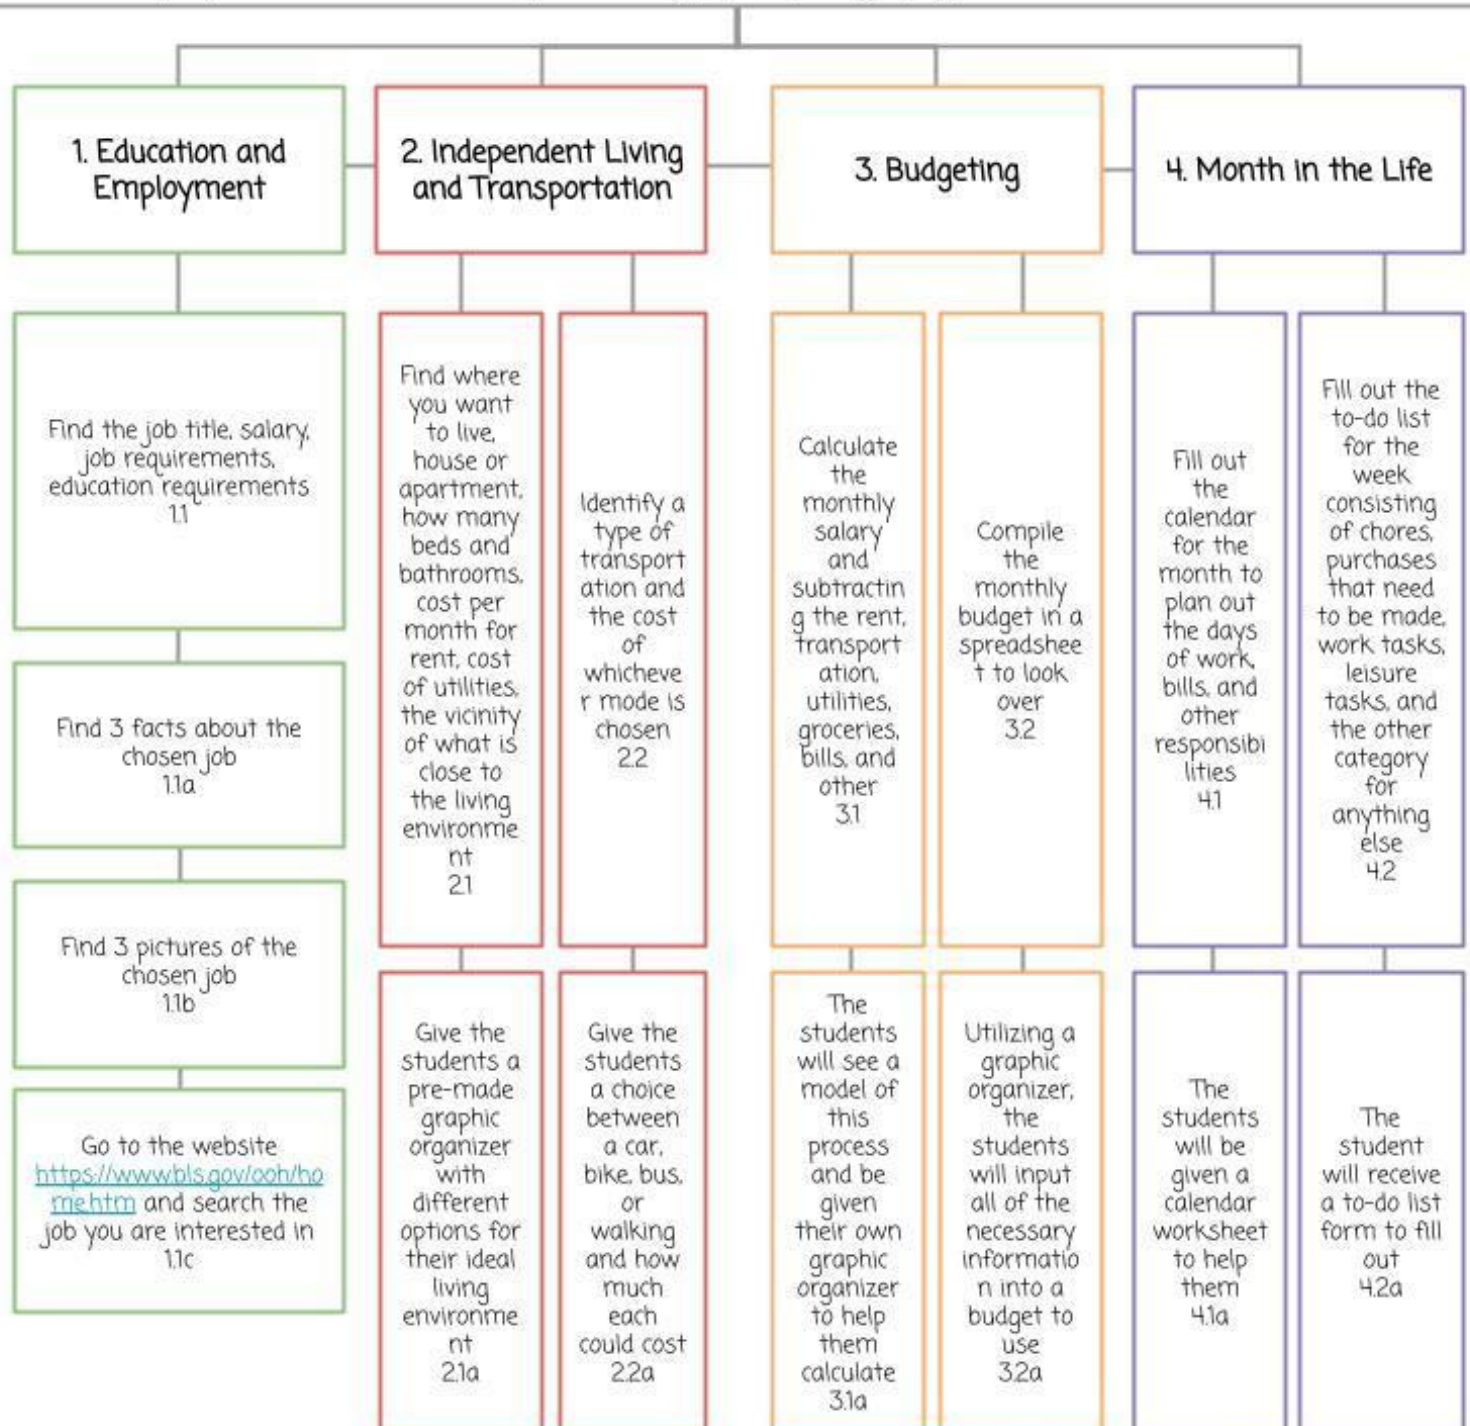 1. Education and
Employment
2. Independent Living
and Transportation
3. Budgeting
4. Month in the Life
Find the job title, salary,
job requirements,
education requirements
1.1
Find 3 facts about the
chosen job
1.1a
Find 3 pictures of the
chosen job
1.1b
Go to the website
https://www.bls.gov/ooh/ho
me.htm and search the
job you are interested in
1.1c
Find where
you want
to live,
house or
apartment,
how many
beds and
bathrooms,
cost per
month for
rent, cost
of utilities,
the vicinity
of what is
close to
the living
environme
nt
2.1
Give the
students a
pre-made
graphic
organizer
with
different
options for
their ideal
living
environme
nt
2.1a
Identify a
type of
transport
ation and
the cost
of
whicheve
r mode is
chosen
2.2
Give the
students
a choice
between
a car,
bike, bus,
or
walking
and how
much
each
could cost
2.2a
Calculate
the
monthly
salary
and
subtractin
g the rent,
transport
ation,
utilities,
groceries,
bills, and
other
3.1
The
students
will see a
model of
this
process
and be
given
their own
graphic
organizer
to help
them
calculate
3.1a
Compile
the
monthly
budget in a
spreadshee
t to look
over
3.2
Utilizing a
graphic
organizer,
the
students
will input
all of the
necessary
informatio
n into a
budget to
use
3.2a
Fill out
the
calendar
for the
month to
plan out
the days
of work,
bills, and
other
responsibi
lities
4.1
The
students
will be
given a
calendar
worksheet
to help
them
4.1a
Fill out the
to-do list
for the
week
consisting
of chores,
purchases
that need
to be made,
work tasks,
leisure
tasks, and
the other
category
for
anything
else
4.2
The
student
will receive
a to-do list
form to fill
out
4.2a